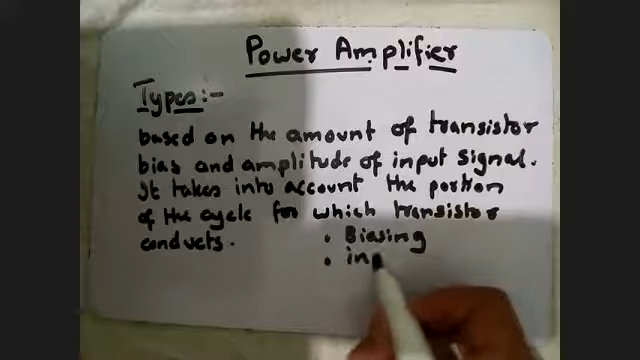 Power Amplifier
Types:-
based on the amount of transistor
bias and amplitude of input signal.
It takes into account the portion
of the cycle for which transistor
conducts.
• Biasing
• in